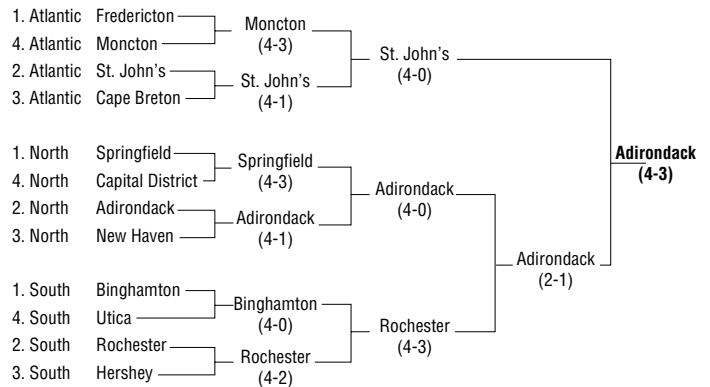 1. Atlantic Fredericton
4. Atlantic Moncton
2. Atlantic St. John's
3. Atlantic Cape Breton
1. North Springfield
4. North Capital District
2. North Adirondack
3. North New Haven
1. South Binghamton
4. South Utica
2. South Rochester
3. South Hershey
Moncton
(4-3)
St. John's
(4-1)
Springfield
(4-3)
Adirondack
(4-1)
Binghamton
(4-0)
Rochester
(4-2)
St. John's
(4-0)
Adirondack
(4-0)
Rochester
(4-3)
Adirondack
(2-1)
Adirondack
(4-3)